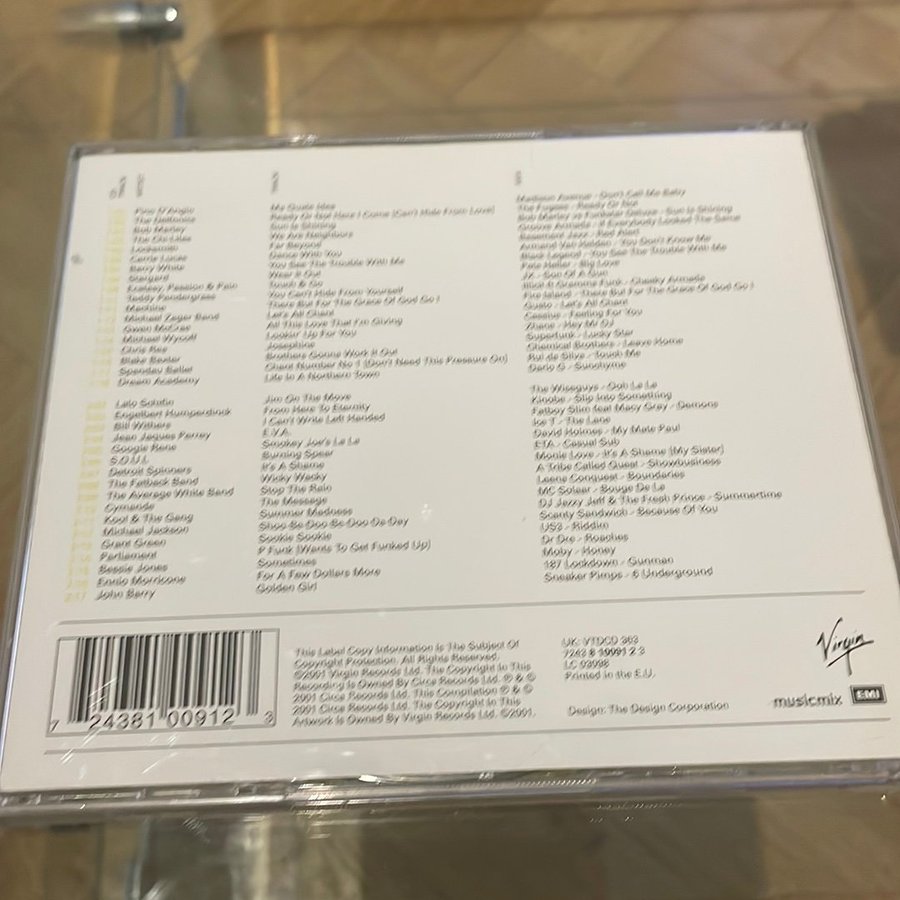 Pino D'Angio
The Delfonics
Bob Marley
The Chi-Lites
Carrie Lucas
Barry White
Stargard
Ecstasy, Passion & Pain
Teddy Pendergrass
Machine
Michael Zager Band
Gwen McCrae
Michael Wycoff
Chris Rea
Blake Baxter
Spandau Ballet
Dream Academy
Lalo Schifrin
Engelbert Humperdinck
Bill Withers
Jean Jaques Perrey
Google Rene
S.O.U.L
Detroit Spinners
The Fatback Band
The Average White Band
Cymande
Kool & The Gang
Michael Jackson
Grant Green
Parliament
Bessie Jones
Ennio Morricone
John Barry
Ma Quale Idea
Ready Or Not Here I Come (Can't Hide From Love)
Sun Is Shining
We Are Neighbors
Far Beyond
Dance With You
You See The Trouble With Me
Wear It Out
Touch & Go
You Can't Hide From Yourself
There But For The Grace Of God Go I
Let's All Chant
All This Love That I'm Giving
Lookin' Up For You
Josephine
Brothers Gonna Work It Out
Chant Number No 1 (Don't Need This Pressure On)
Life In A Northern Town
Jim On The Move
From Here To Eternity
I Can't Write Left Handed
E.V.A.
Smokey Joe's La La
Burning Spear
It's A Shame
Wicky Wacky
Stop The Rain
The Message
Summer Madness
Shoo Be Doo Be Doo Da Day
Sookie Sookie
P Funk (Wants To Get Funked Up)
Sometimes
For A Few Dollars More
Golden Girl
Madison Avenue - Don't Call Me Baby
The Fugees - Ready Or Not
Bob Marley vs Funkstar Deluxe - Sun Is Shining
Groove Armada - If Everybody Looked The Same
Basement Jaxx - Red Alert
Armand Van Helden - You Don't Know Me
Black Legend - You See The Trouble With Me
Pete Heller - Big Love
JX - Son Of A Gun
Illicit ft Gramma Funk - Cheeky Armada
Fire Island - There But For The Grace Of God Go I
Gusto - Let's All Chant
Cassius - Feeling For You
Zhane - Hey Mr DJ
Superfunk - Lucky Star
Chemical Brothers - Leave Home
Rui da Silva - Touch Me
Dario G - Sunchyme
The Wiseguys - Ooh La La
Kinobe - Slip Into Something
Fatboy Slim feat Macy Gray - Demons
Ice T - The Lane
David Holmes - My Mate Paul
ETA - Casual Sub
Monie Love - It's A Shame (My Sister)
A Tribe Called Quest - Showbusiness
Leena Conquest - Boundaries
MC Solaar - Bouge De La
DJ Jazzy Jeff & The Fresh Prince - Summertime
Scanty Sandwich - Because Of You
US3 - Riddim
Dr Dre - Roaches
Moby - Honey
187 Lockdown - Gunman
Sneaker Pimps - 6 Underground
7 24381 00912 3
This Label Copy Information Is The Subject Of
Copyright Protection. All Rights Reserved.
©2001 Virgin Records Ltd. The Copyright In This
Recording Is Owned By Circa Records Ltd. ℗ & ©
2001 Circa Records Ltd. This Compilation ℗ & ©
2001 Circa Records Ltd. The Copyright In This
Artwork Is Owned By Virgin Records Ltd. ©2001.
UK: VTDCD 363
7243 8 10091 2 3
LC 03098
Printed in the E.U.
Design: The Design Corporation
Virgin
musicmix EMI